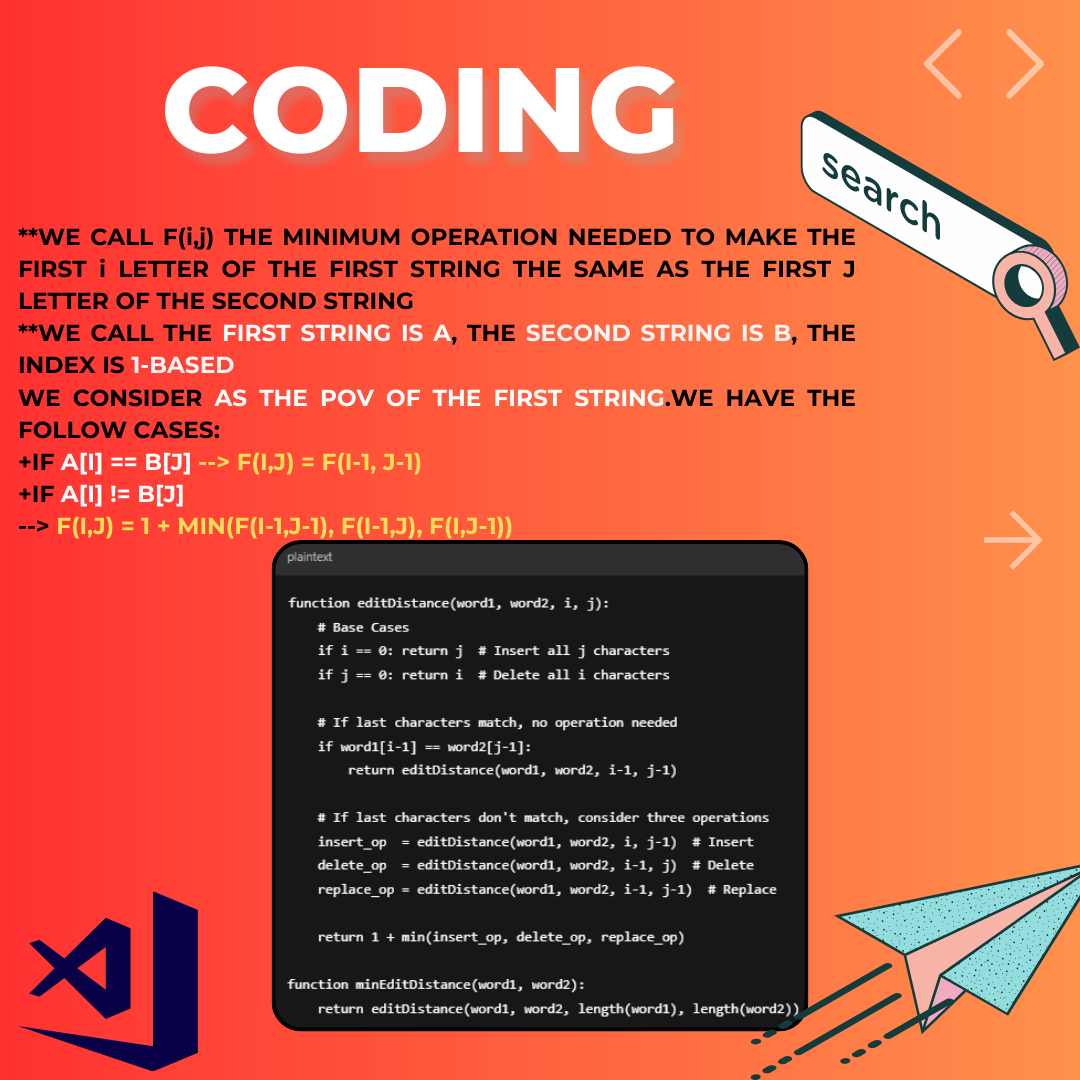 CODING
search
**WE CALL F(i,j) THE MINIMUM OPERATION NEEDED TO MAKE THE
FIRST i LETTER OF THE FIRST STRING THE SAME AS THE FIRST J
LETTER OF THE SECOND STRING
**WE CALL THE FIRST STRING IS A, THE SECOND STRING IS B, THE
INDEX IS 1-BASED
WE CONSIDER AS THE POV OF THE FIRST STRING.WE HAVE THE
FOLLOW CASES:
+IF A[I] == B[J] --> F(I,J) = F(I-1, J-1)
+IF A[I] != B[J]
--> F(I,J) = 1 + MIN(F(I-1,J-1), F(I-1,J), F(I,J-1))
plaintext
function editDistance(word1, word2, i, j):
    # Base Cases
    if i == 0: return j  # Insert all j characters
    if j == 0: return i  # Delete all i characters
    # If last characters match, no operation needed
    if word1[i-1] == word2[j-1]:
        return editDistance(word1, word2, i-1, j-1)
    # If last characters don't match, consider three operations
    insert_op  = editDistance(word1, word2, i, j-1)  # Insert
    delete_op  = editDistance(word1, word2, i-1, j)  # Delete
    replace_op = editDistance(word1, word2, i-1, j-1)  # Replace
    return 1 + min(insert_op, delete_op, replace_op)
function minEditDistance(word1, word2):
    return editDistance(word1, word2, length(word1), length(word2))